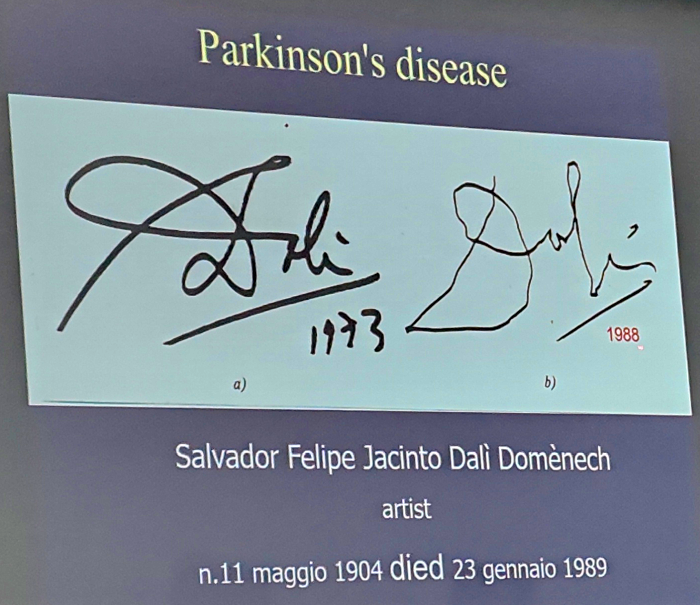 Parkinson's disease
Dali
1973
a)
Dali
1988
b)
Salvador Felipe Jacinto Dalì Domènech
artist
n.11 maggio 1904 died 23 gennaio 1989